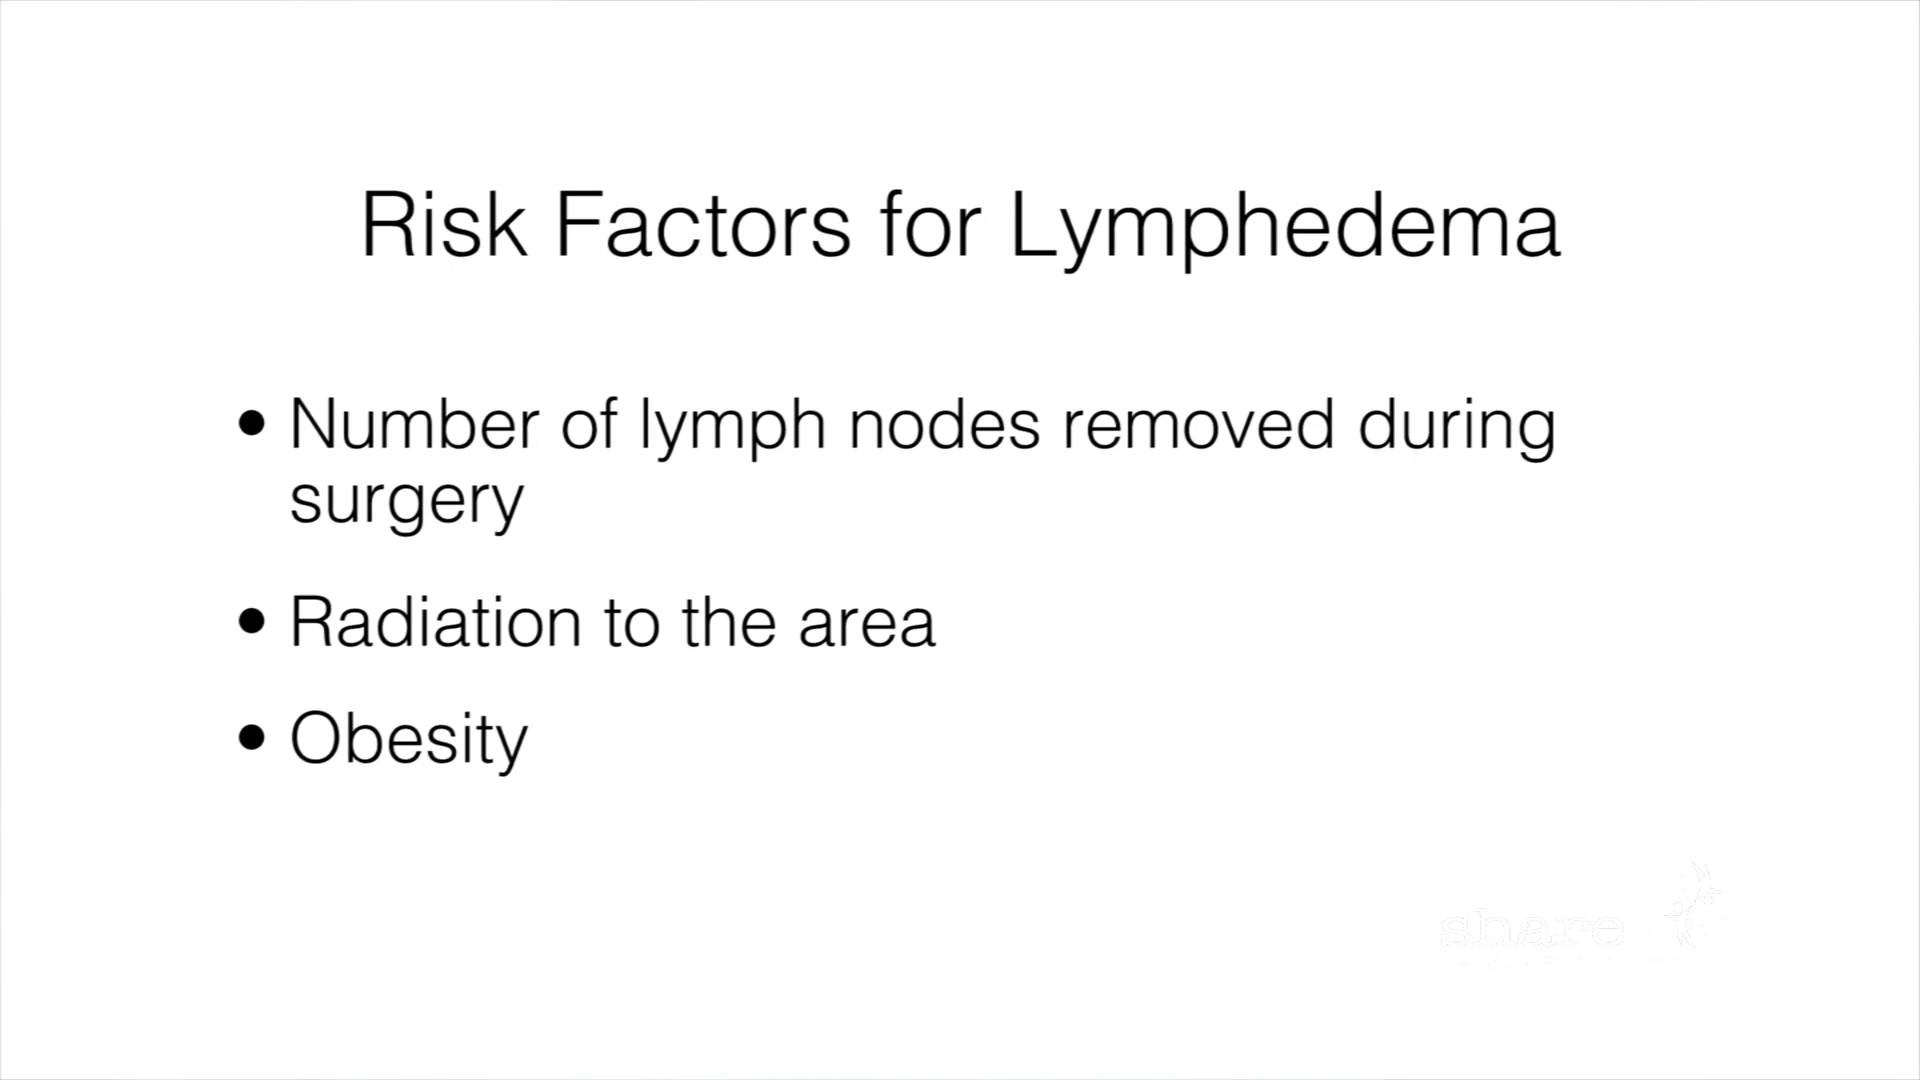 Risk Factors for Lymphedema
• Number of lymph nodes removed during
surgery
• Radiation to the area
• Obesity
share